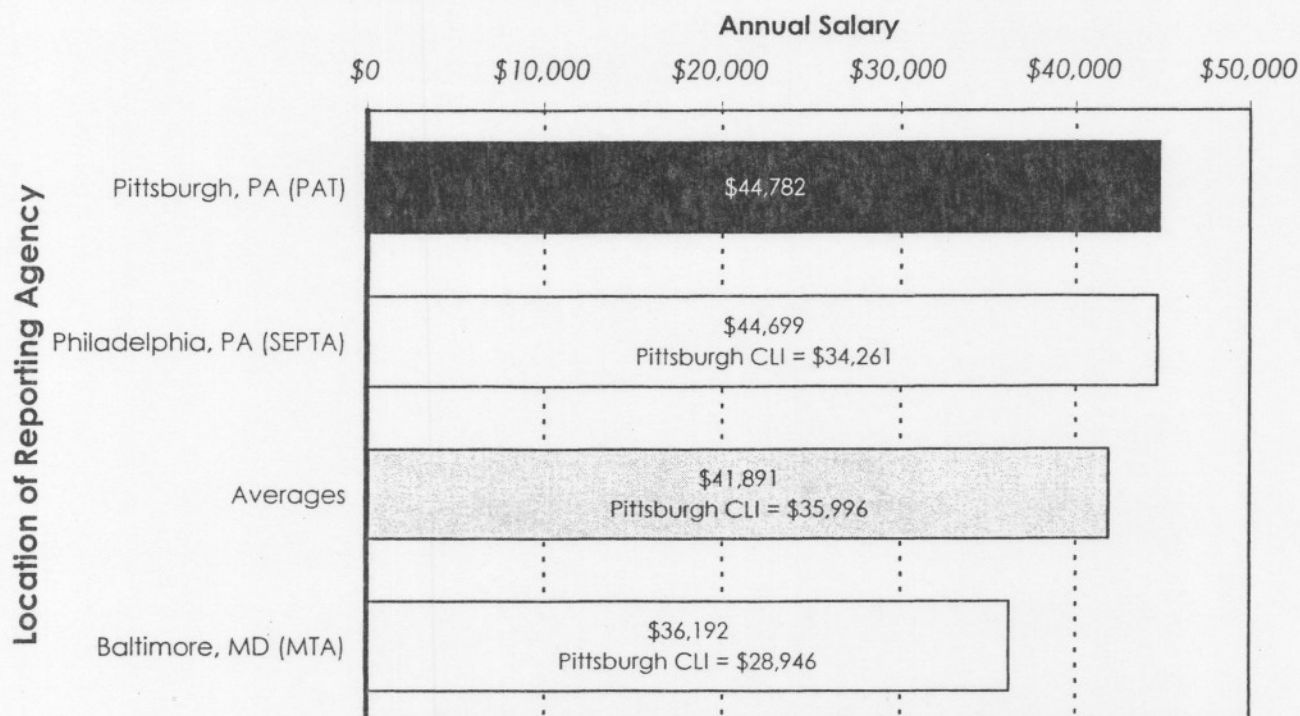 Annual Salary
$0 $10,000 $20,000 $30,000 $40,000 $50,000
Location of Reporting Agency
Pittsburgh, PA (PAT)
$44,782
Philadelphia, PA (SEPTA)
$44,699
Pittsburgh CLI = $34,261
Averages
$41,891
Pittsburgh CLI = $35,996
Baltimore, MD (MTA)
$36,192
Pittsburgh CLI = $28,946